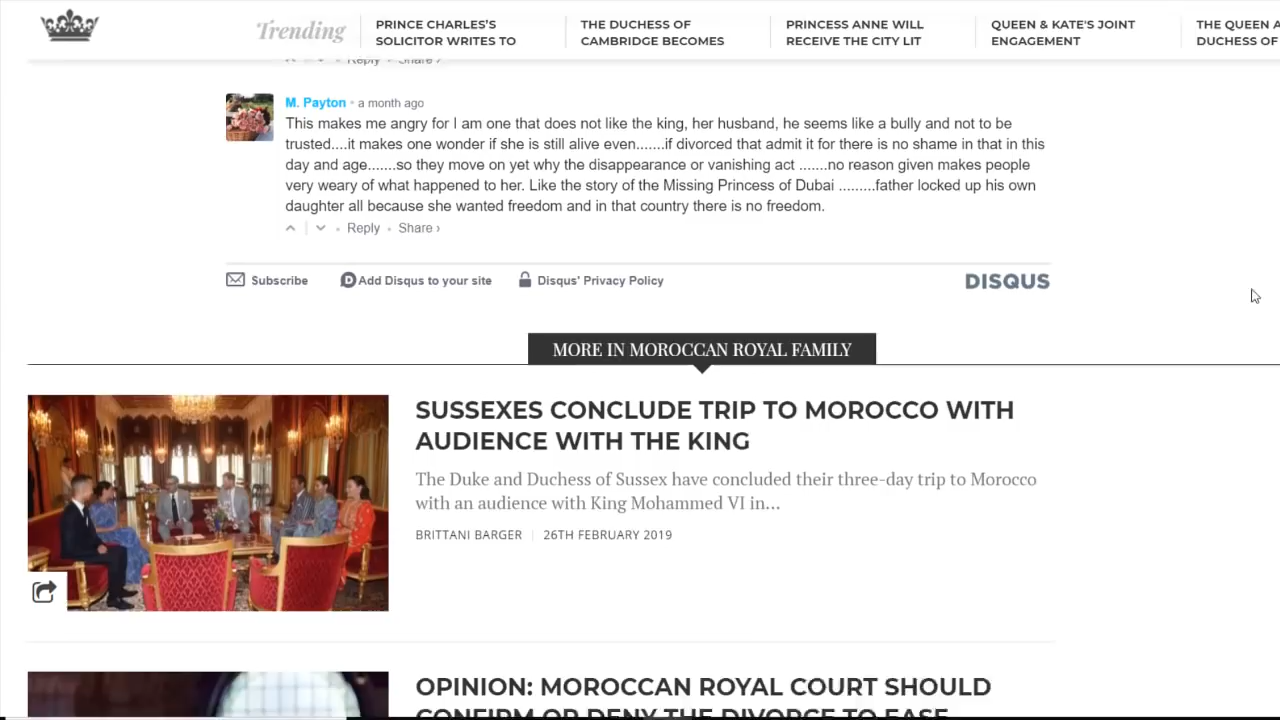 Trending
PRINCE CHARLES'S
SOLICITOR WRITES TO
THE DUCHESS OF
CAMBRIDGE BECOMES
PRINCESS ANNE WILL
RECEIVE THE CITY LIT
QUEEN & KATE'S JOINT
ENGAGEMENT
THE QUEEN A
DUCHESS OF
Reply • Share ›
M. Payton • a month ago
This makes me angry for I am one that does not like the king, her husband, he seems like a bully and not to be
trusted....it makes one wonder if she is still alive even.......if divorced that admit it for there is no shame in that in this
day and age.......so they move on yet why the disappearance or vanishing act .......no reason given makes people
very weary of what happened to her. Like the story of the Missing Princess of Dubai .........father locked up his own
daughter all because she wanted freedom and in that country there is no freedom.
Reply • Share ›
Subscribe
Add Disqus to your site
Disqus' Privacy Policy
DISQUS
MORE IN MOROCCAN ROYAL FAMILY
SUSSEXES CONCLUDE TRIP TO MOROCCO WITH
AUDIENCE WITH THE KING
The Duke and Duchess of Sussex have concluded their three-day trip to Morocco
with an audience with King Mohammed VI in...
BRITTANI BARGER | 26TH FEBRUARY 2019
OPINION: MOROCCAN ROYAL COURT SHOULD
CONFIRM OR DENY THE DIVORCE TO EASE